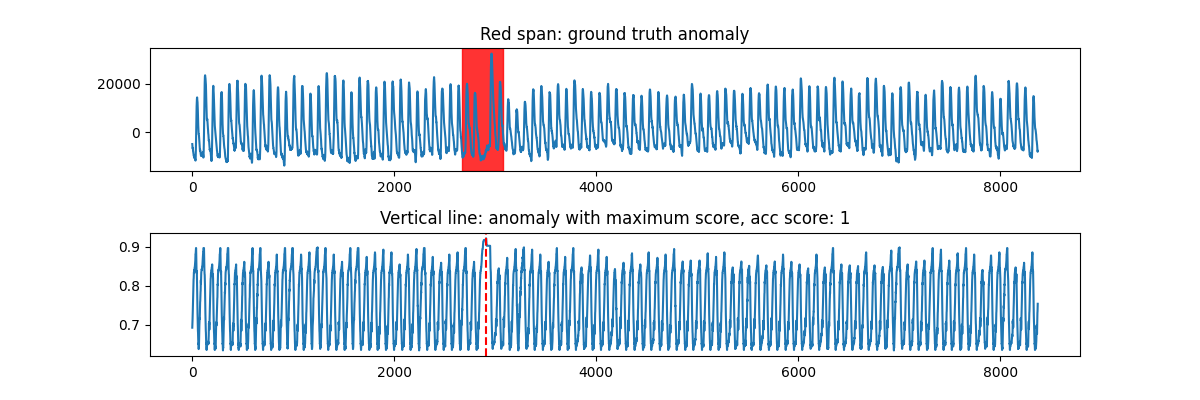 Red span: ground truth anomaly
20000
0
0 2000 4000 6000 8000
Vertical line: anomaly with maximum score, acc score: 1
0.9
0.8
0.7
0 2000 4000 6000 8000